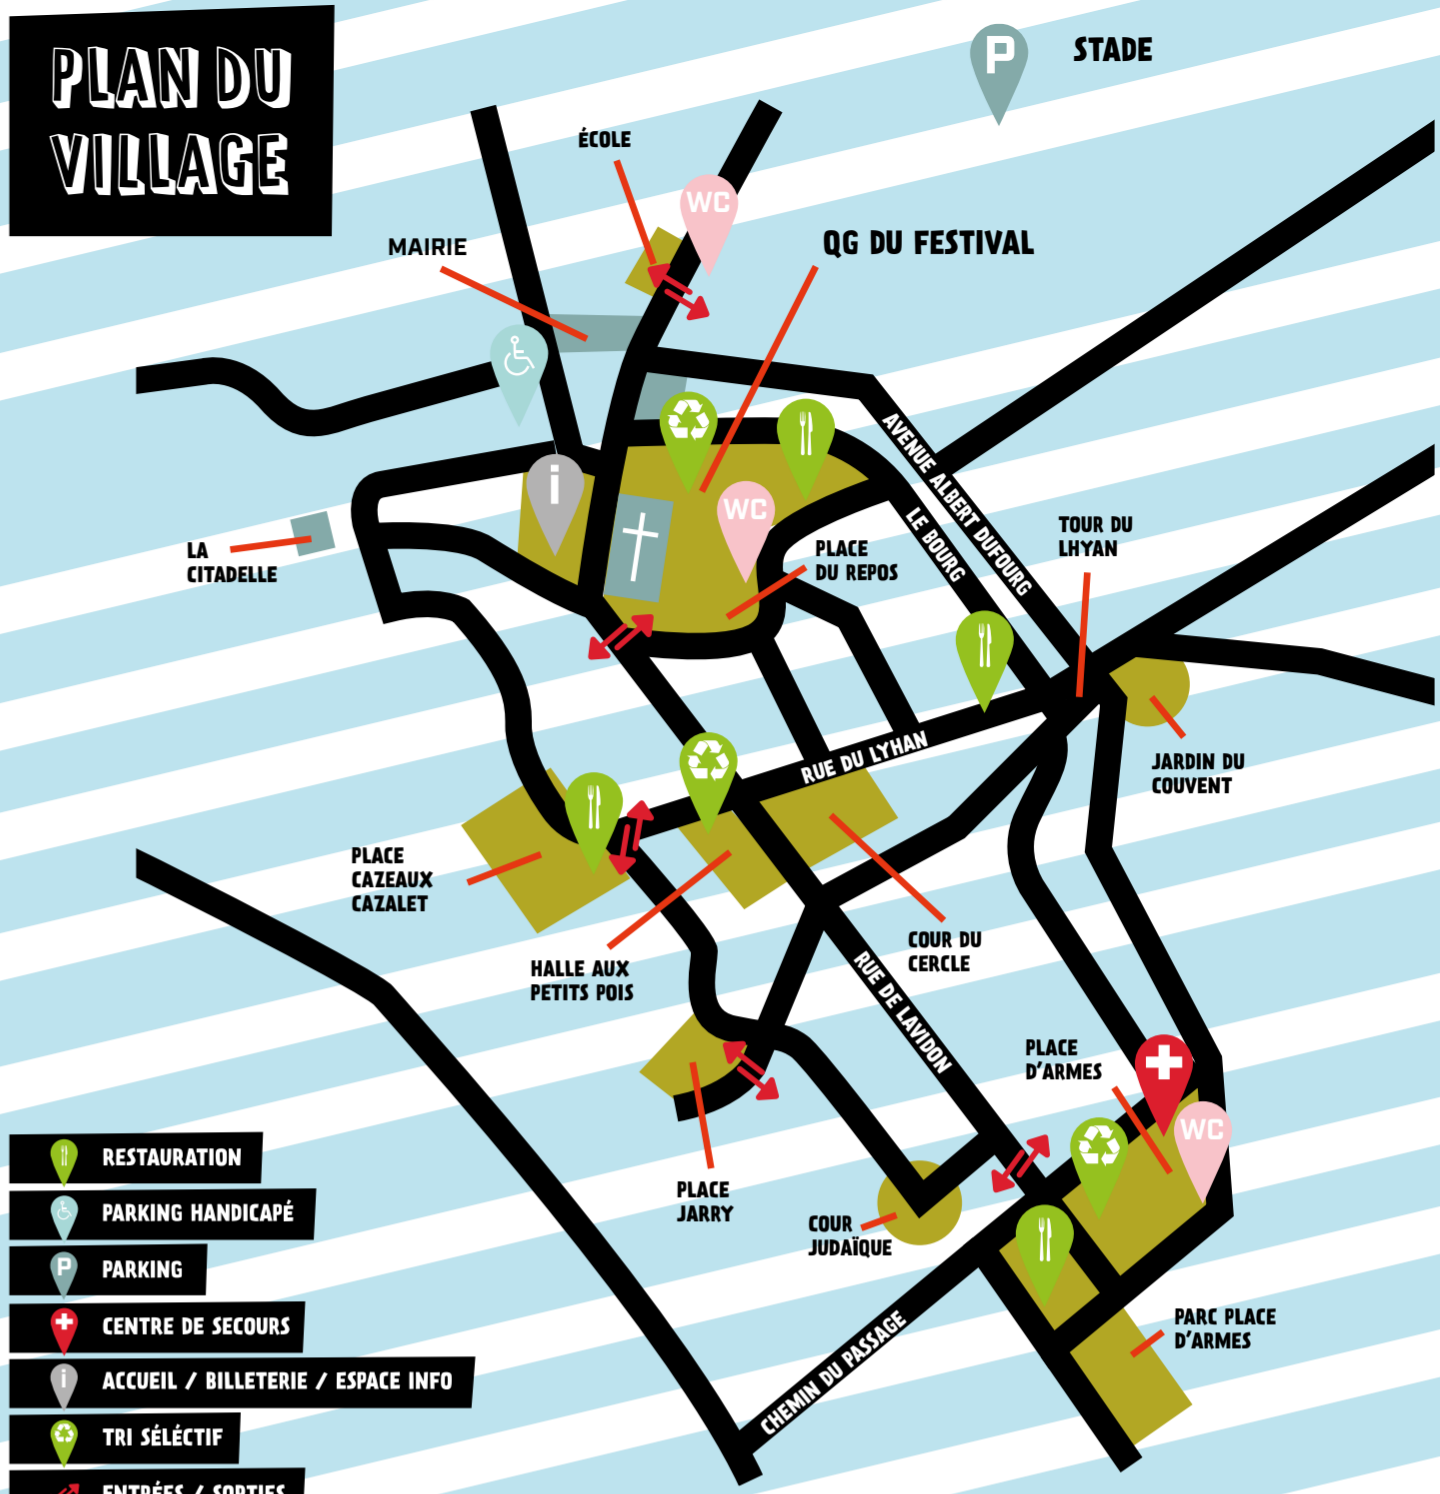 PLAN DU
VILLAGE
P
STADE
ÉCOLE
WC
MAIRIE
QG DU FESTIVAL
i
WC
AVENUE ALBERT DUFOURG
LE BOURG
TOUR DU
LHYAN
LA
CITADELLE
PLACE
DU REPOS
RUE DU LYHAN
JARDIN DU
COUVENT
PLACE
CAZEAUX
CAZALET
HALLE AUX
PETITS POIS
COUR DU
CERCLE
RUE DE LAVIDON
PLACE
D'ARMES
WC
PLACE
JARRY
COUR
JUDAÏQUE
CHEMIN DU PASSAGE
PARC PLACE
D'ARMES
RESTAURATION
PARKING HANDICAPÉ
P PARKING
CENTRE DE SECOURS
i ACCUEIL / BILLETERIE / ESPACE INFO
TRI SÉLÉCTIF
ENTRÉES / SORTIES